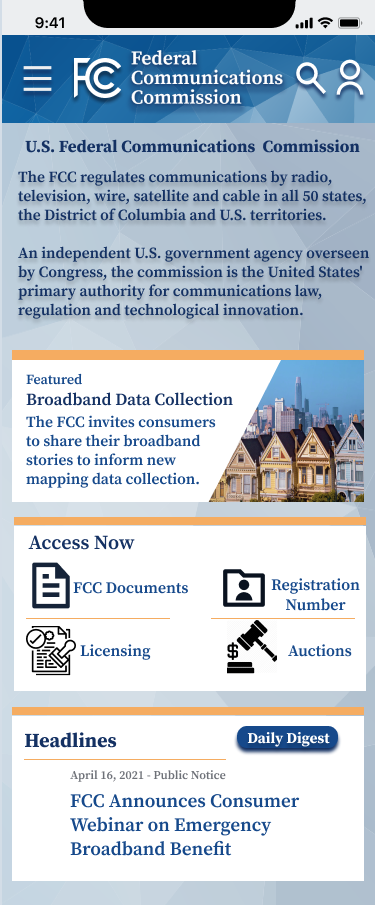 9:41
FCC Federal
Communications
Commission
U.S. Federal Communications Commission
The FCC regulates communications by radio,
television, wire, satellite and cable in all 50 states,
the District of Columbia and U.S. territories.
An independent U.S. government agency overseen
by Congress, the commission is the United States'
primary authority for communications law,
regulation and technological innovation.
Featured
Broadband Data Collection
The FCC invites consumers
to share their broadband
stories to inform new
mapping data collection.
Access Now
FCC Documents
Registration
Number
Licensing
$
Auctions
Headlines
Daily Digest
April 16, 2021 - Public Notice
FCC Announces Consumer
Webinar on Emergency
Broadband Benefit